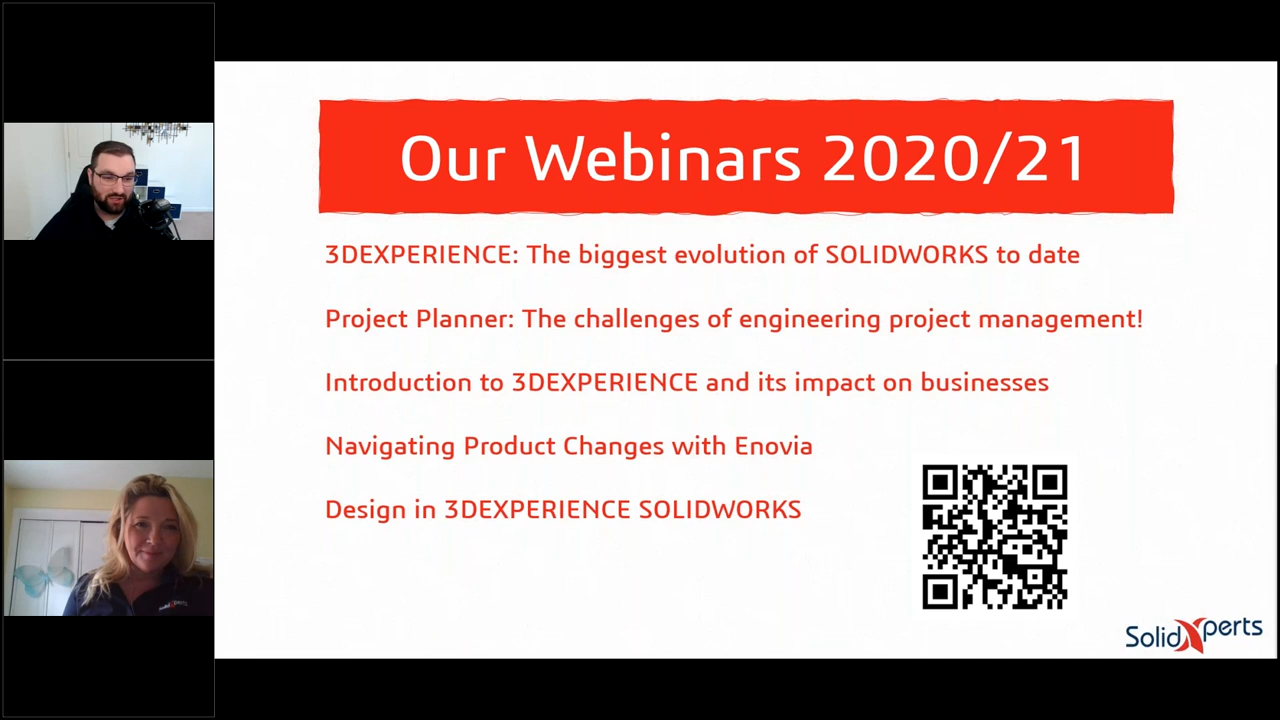 Our Webinars 2020/21
3DEXPERIENCE: The biggest evolution of SOLIDWORKS to date
Project Planner: The challenges of engineering project management!
Introduction to 3DEXPERIENCE and its impact on businesses
Navigating Product Changes with Enovia
Design in 3DEXPERIENCE SOLIDWORKS
SolidXperts
SolidXperts